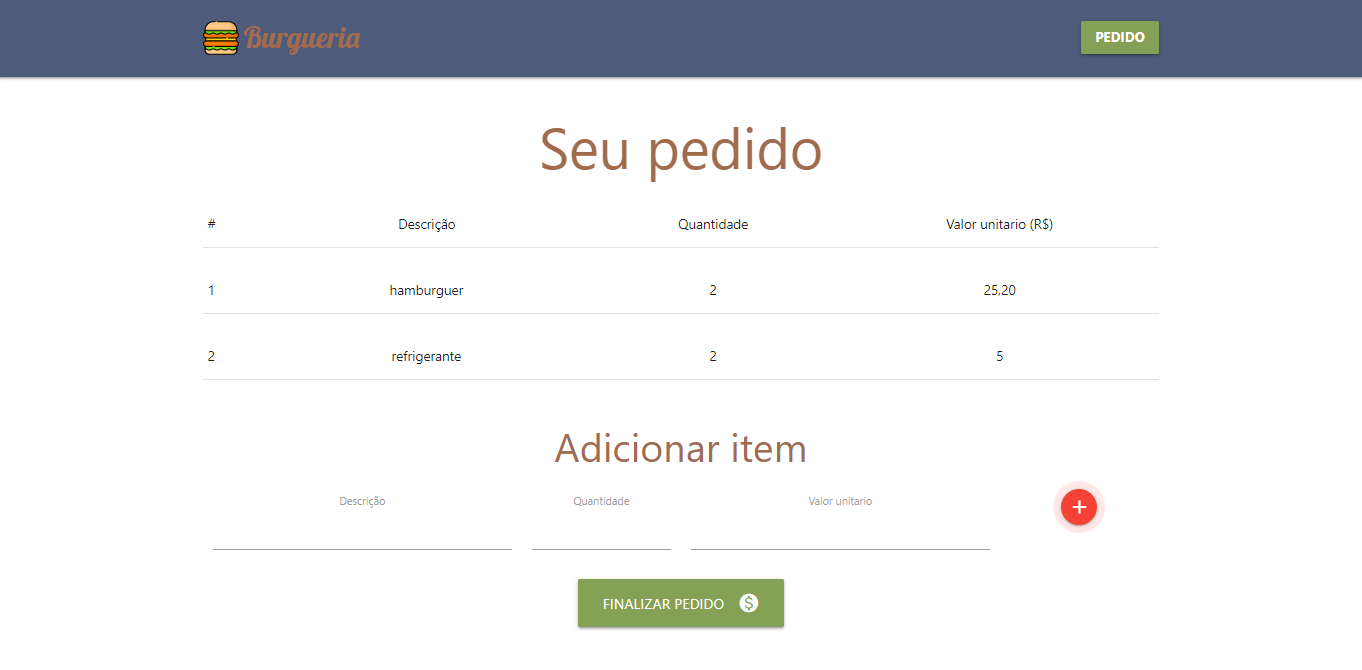 Burgueria
PEDIDO
Seu pedido
# Descrição Quantidade Valor unitario (R$)
1 hamburguer 2 25,20
2 refrigerante 2 5
Adicionar item
Descrição Quantidade Valor unitario
+
FINALIZAR PEDIDO $